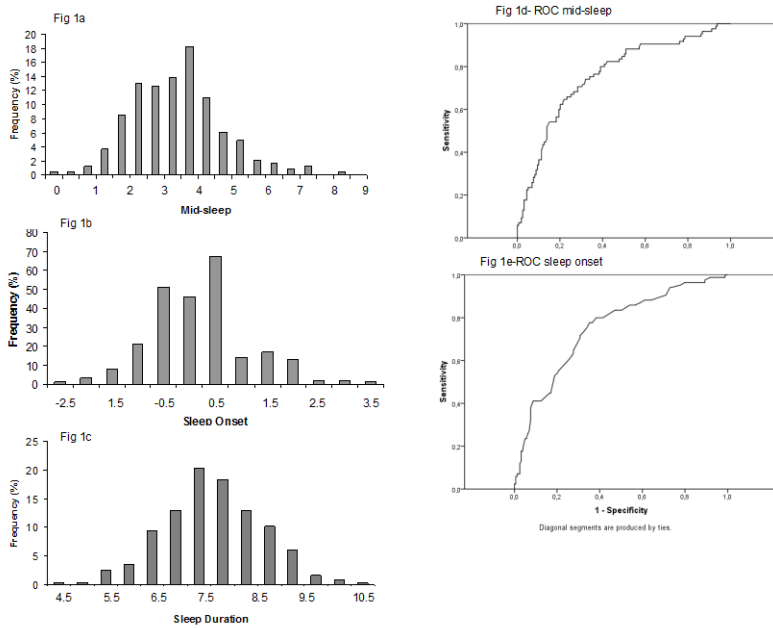 Fig 1a
20
18
16
14
12
10
8
6
4
2
0
Frequency (%)
0 1 2 3 4 5 6 7 8 9
Mid-sleep
Fig 1b
80
70
60
50
40
30
20
10
0
Frequency (%)
-2.5 1.5 -0.5 0.5 1.5 2.5 3.5
Sleep Onset
Fig 1c
25
20
15
10
5
0
Frequency (%)
4.5 5.5 6.5 7.5 8.5 9.5 10.5
Sleep Duration
Fig 1d- ROC mid-sleep
1,0
0,8
0,6
0,4
0,2
0,0
Sensitivity
0,0 0,2 0,4 0,6 0,8 1,0
Fig 1e-ROC sleep onset
1,0
0,8
0,6
0,4
0,2
0,0
Sensitivity
0,0 0,2 0,4 0,6 0,8 1,0
1 - Specificity
Diagonal segments are produced by ties.